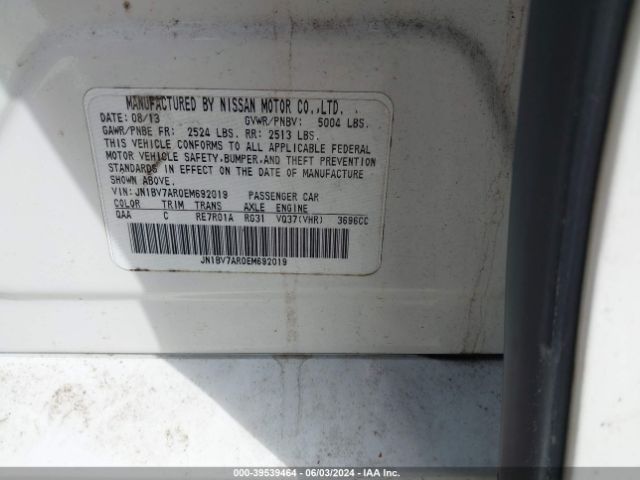 MANUFACTURED BY NISSAN MOTOR CO.,LTD.
DATE: 08/13 GVWR/PNBV: 5004 LBS.
GAWR/PNBE FR: 2524 LBS. RR: 2513 LBS.
THIS VEHICLE CONFORMS TO ALL APPLICABLE FEDERAL
MOTOR VEHICLE SAFETY, BUMPER, AND THEFT PREVENTION
STANDARDS IN EFFECT ON THE DATE OF MANUFACTURE
SHOWN ABOVE.
VIN: JN1BV7AR0EM692019 PASSENGER CAR
COLOR TRIM TRANS AXLE ENGINE
QAA C RE7R01A RG31 VQ37(VHR) 3696CC
JN1BV7AR0EM692019
000-39539464 - 06/03/2024 - IAAI.COM